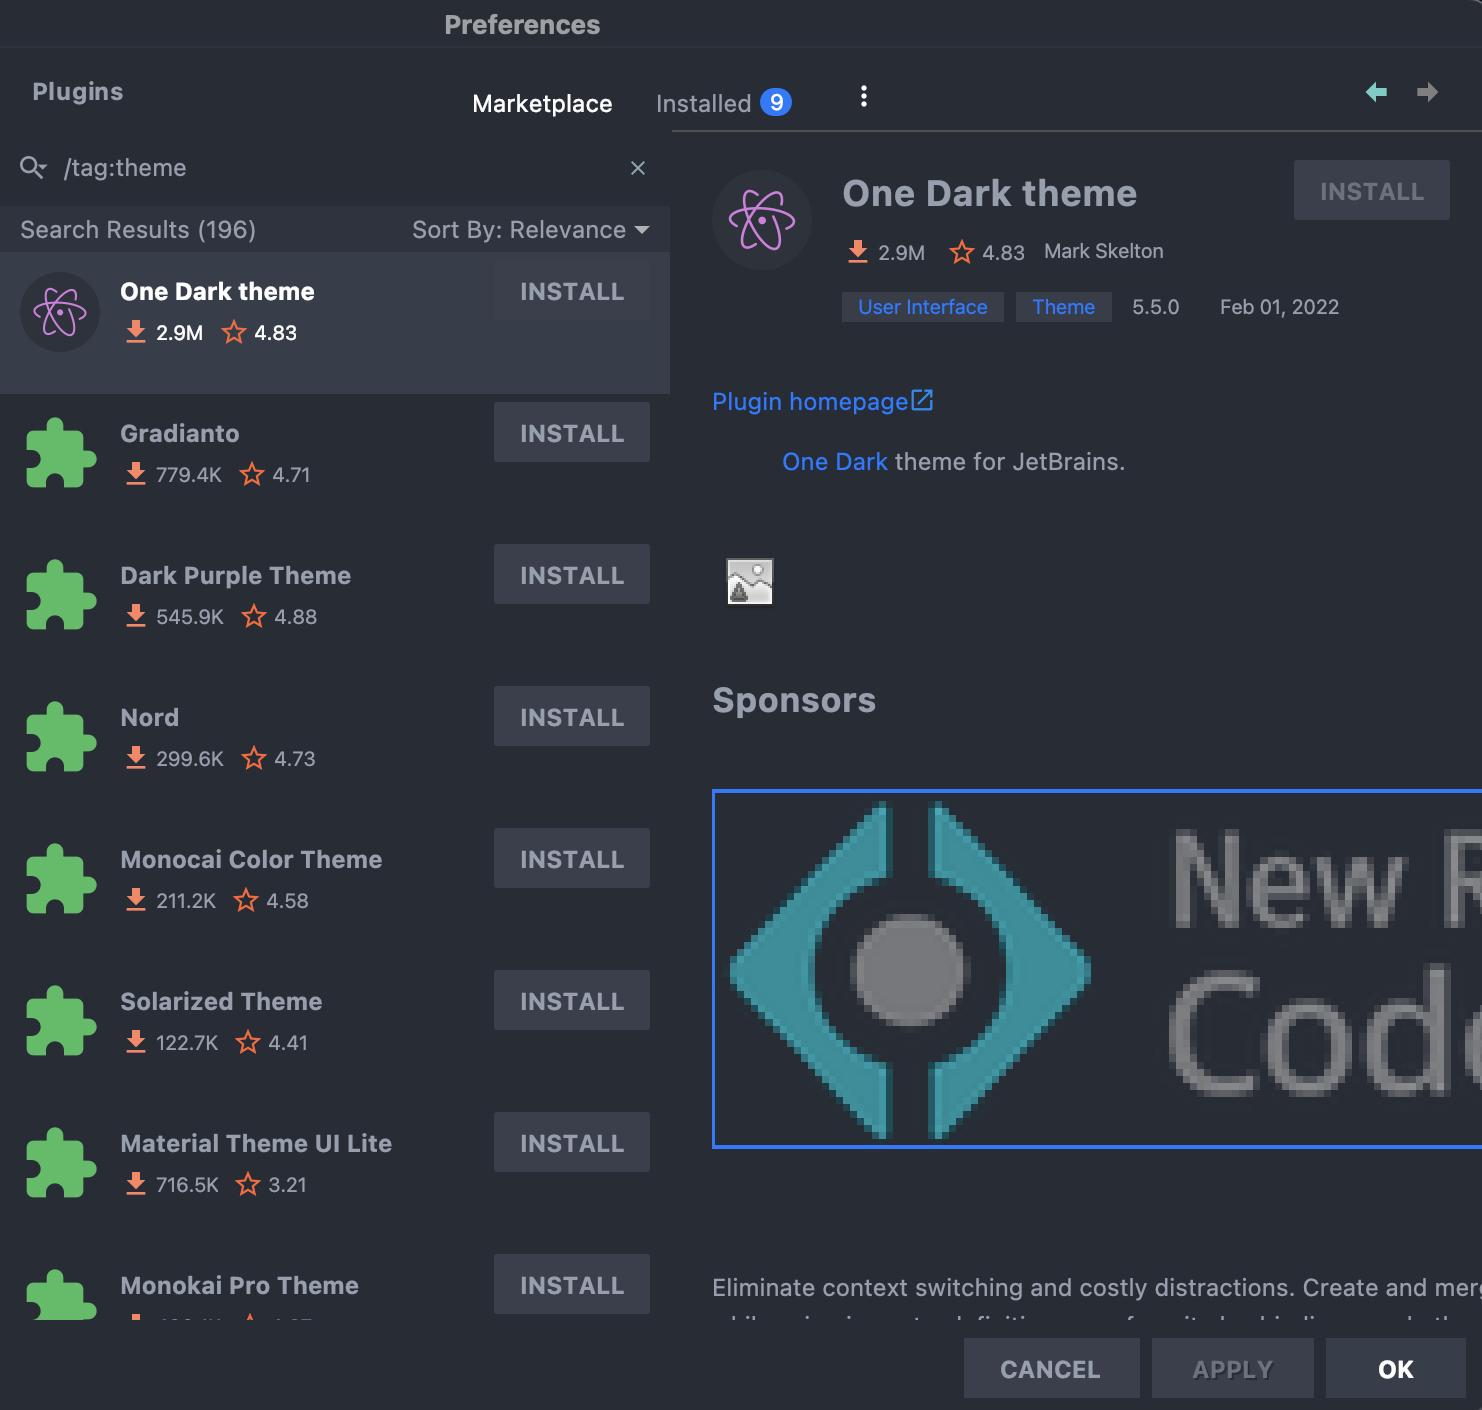 Preferences
Plugins
Marketplace
Installed 9
/tag:theme
Search Results (196)
Sort By: Relevance
One Dark theme
2.9M 4.83
INSTALL
Gradianto
779.4K 4.71
INSTALL
Dark Purple Theme
545.9K 4.88
INSTALL
Nord
299.6K 4.73
INSTALL
Monocai Color Theme
211.2K 4.58
INSTALL
Solarized Theme
122.7K 4.41
INSTALL
Material Theme UI Lite
716.5K 3.21
INSTALL
Monokai Pro Theme
INSTALL
One Dark theme
INSTALL
2.9M 4.83 Mark Skelton
User Interface Theme 5.5.0 Feb 01, 2022
Plugin homepage
One Dark theme for JetBrains.
Sponsors
New R
Cod
Eliminate context switching and costly distractions. Create and mer
CANCEL
APPLY
OK